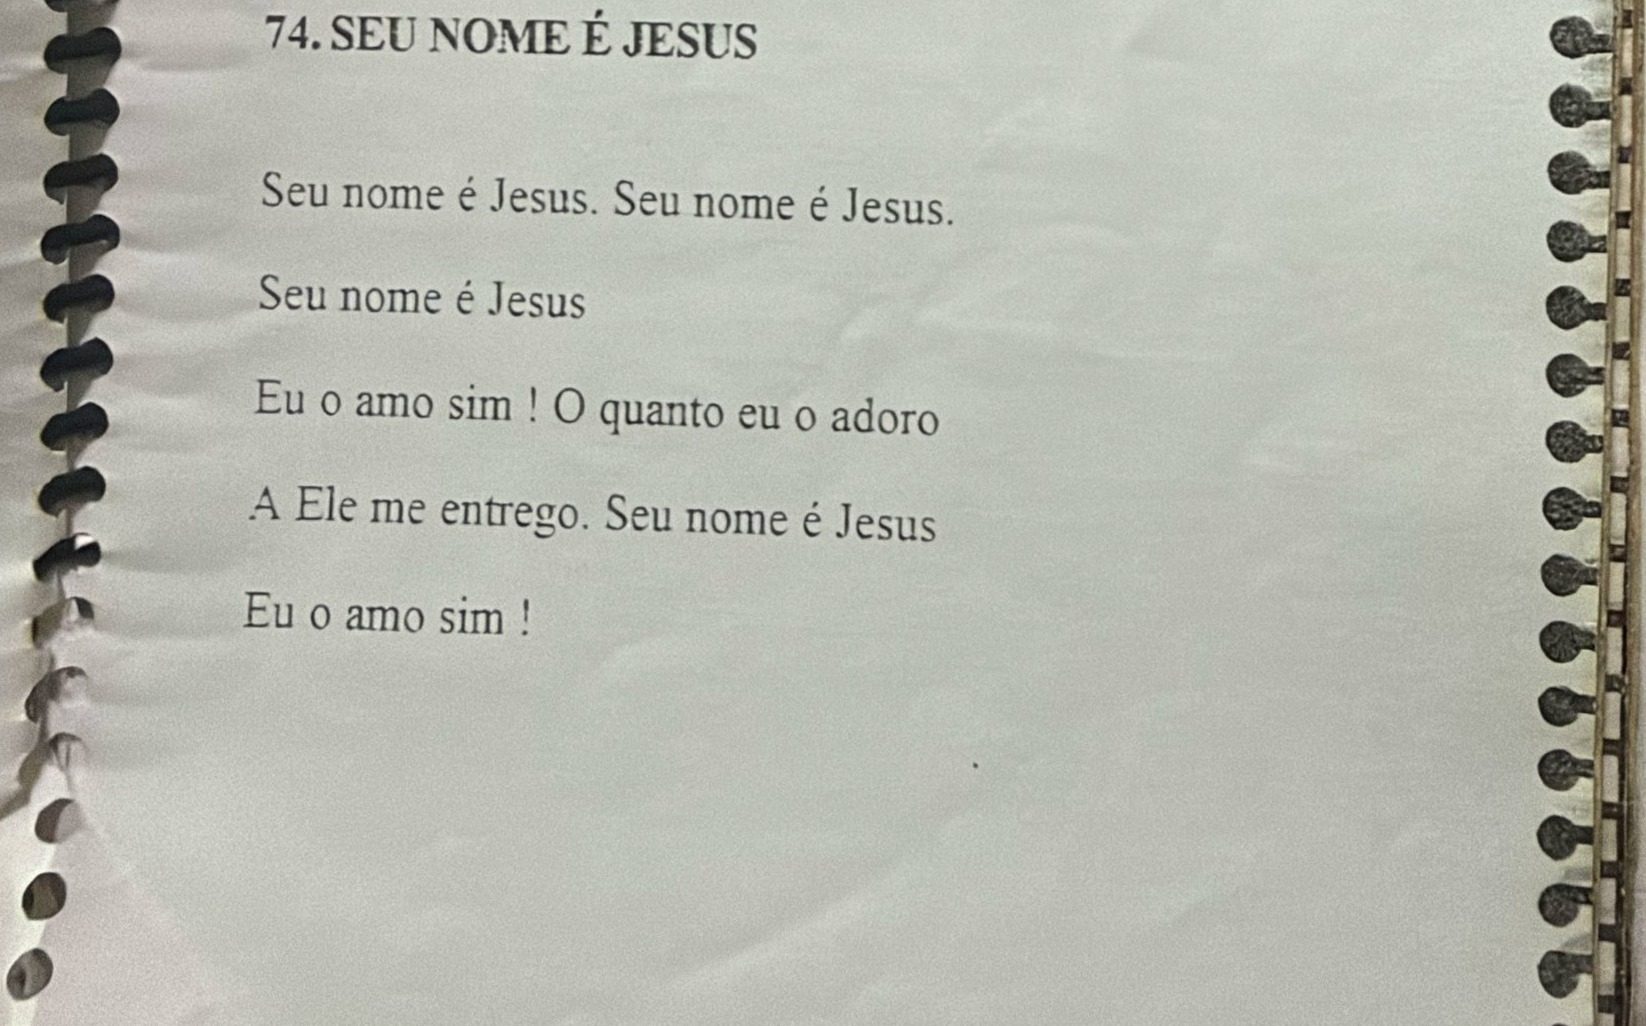 74. SEU NOME É JESUS
Seu nome é Jesus. Seu nome é Jesus.
Seu nome é Jesus
Eu o amo sim ! O quanto eu o adoro
A Ele me entrego. Seu nome é Jesus
Eu o amo sim !